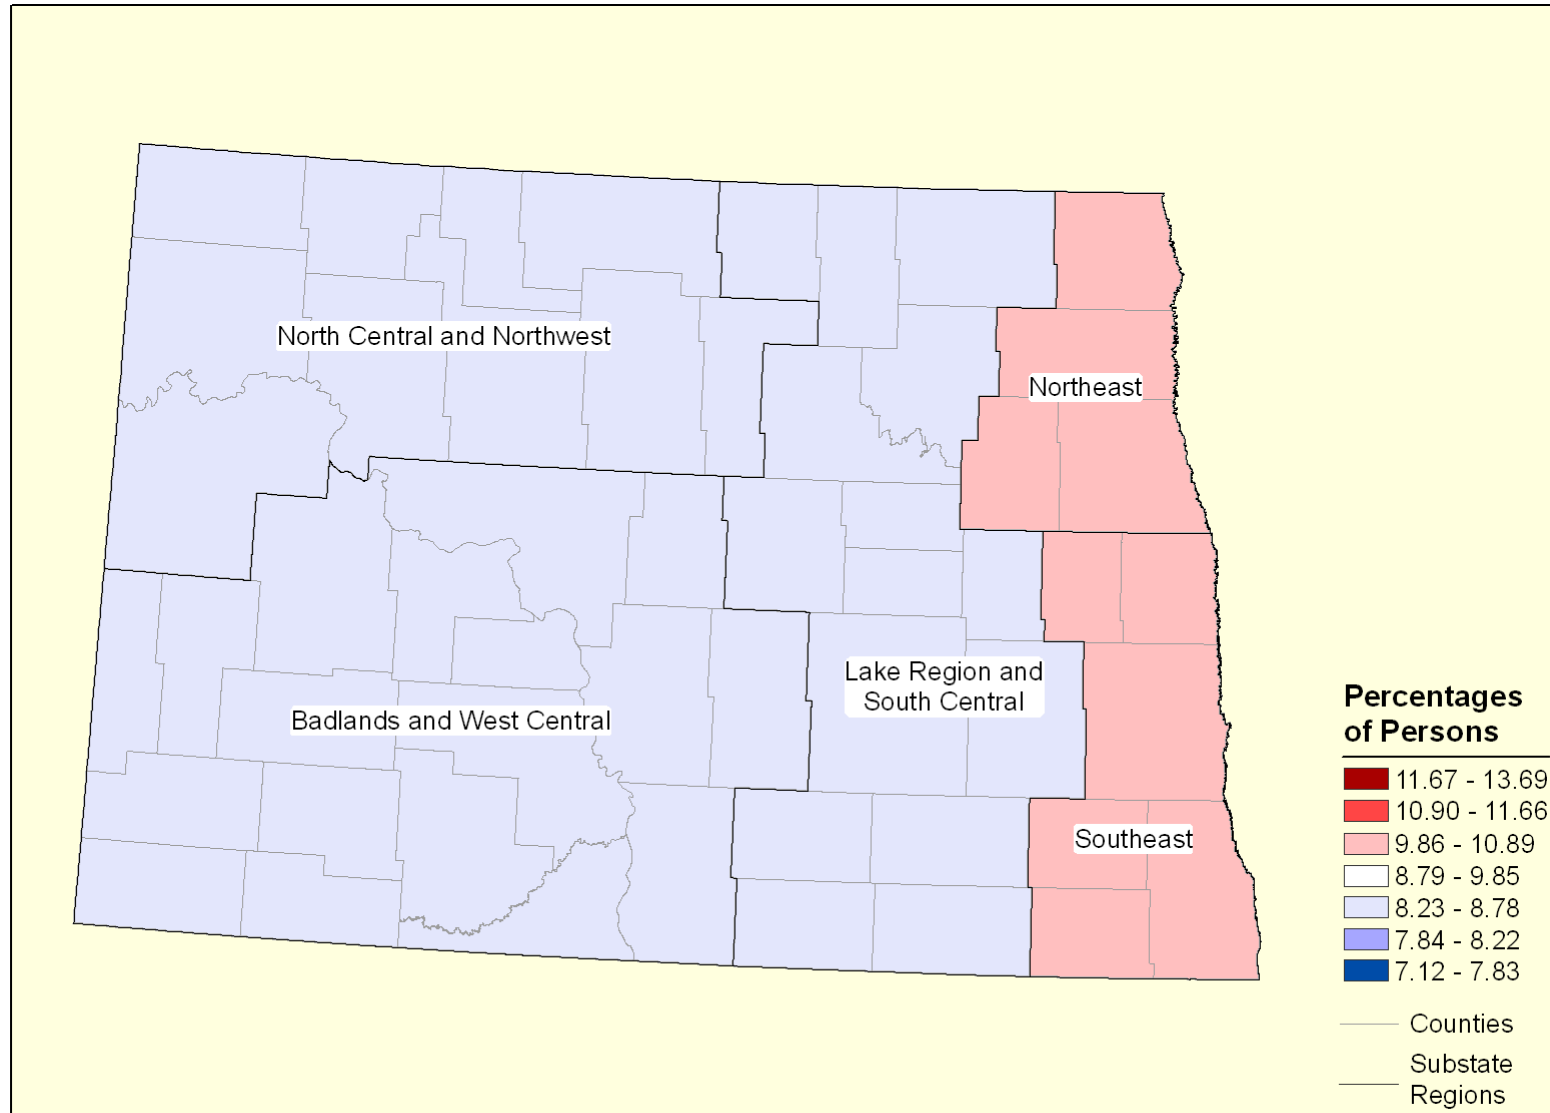 North Central and Northwest
Northeast
Lake Region and
South Central
Badlands and West Central
Southeast
Percentages
of Persons
11.67 - 13.69
10.90 - 11.66
9.86 - 10.89
8.79 - 9.85
8.23 - 8.78
7.84 - 8.22
7.12 - 7.83
Counties
Substate
Regions